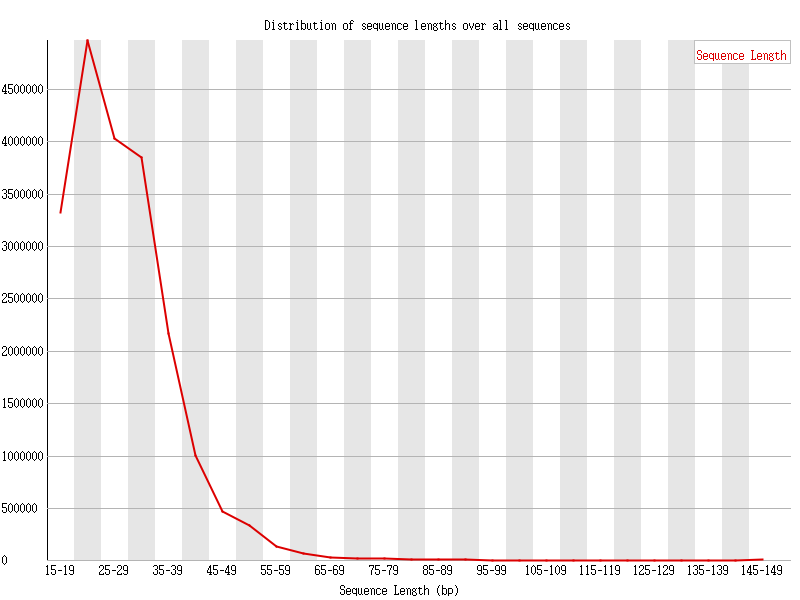 Distribution of sequence lengths over all sequences
Sequence Length
4500000
4000000
3500000
3000000
2500000
2000000
1500000
1000000
500000
0
15-19 25-29 35-39 45-49 55-59 65-69 75-79 85-89 95-99 105-109 115-119 125-129 135-139 145-149
Sequence Length (bp)